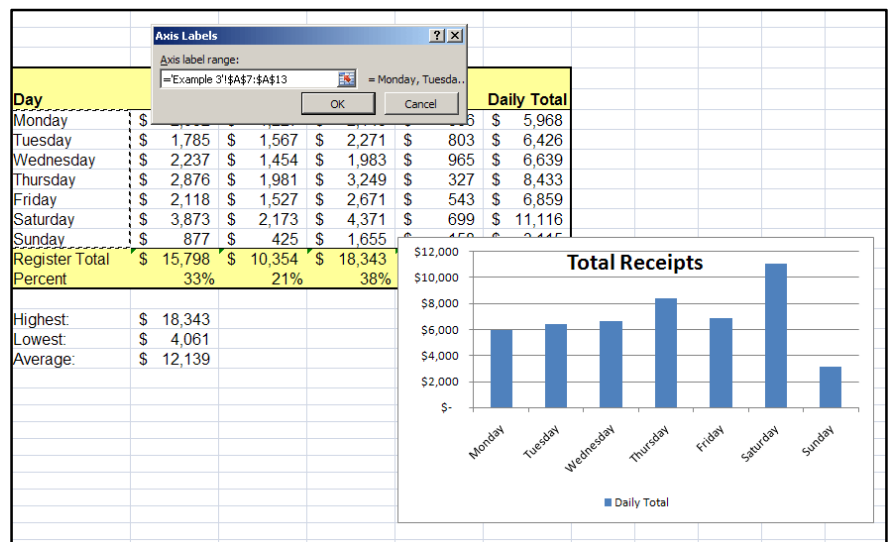 Axis Labels
Axis label range:
='Example 3'!$A$7:$A$13 = Monday, Tuesda..
OK Cancel
Day Daily Total
Monday $ $ 5,968
Tuesday $ 1,785 $ 1,567 $ 2,271 $ 803 $ 6,426
Wednesday $ 2,237 $ 1,454 $ 1,983 $ 965 $ 6,639
Thursday $ 2,876 $ 1,981 $ 3,249 $ 327 $ 8,433
Friday $ 2,118 $ 1,527 $ 2,671 $ 543 $ 6,859
Saturday $ 3,873 $ 2,173 $ 4,371 $ 699 $ 11,116
Sunday $ 877 $ 425 $ 1,655
Register Total $ 15,798 $ 10,354 $ 18,343
Percent 33% 21% 38%
Highest: $ 18,343
Lowest: $ 4,061
Average: $ 12,139
Total Receipts
$12,000
$10,000
$8,000
$6,000
$4,000
$2,000
$-
Monday Tuesday Wednesday Thursday Friday Saturday Sunday
Daily Total